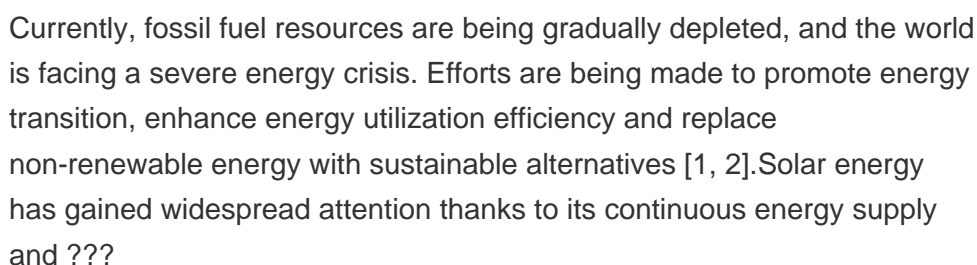 Currently, fossil fuel resources are being gradually depleted, and the world
is facing a severe energy crisis. Efforts are being made to promote energy
transition, enhance energy utilization efficiency and replace
non-renewable energy with sustainable alternatives [1, 2].Solar energy
has gained widespread attention thanks to its continuous energy supply
and ???